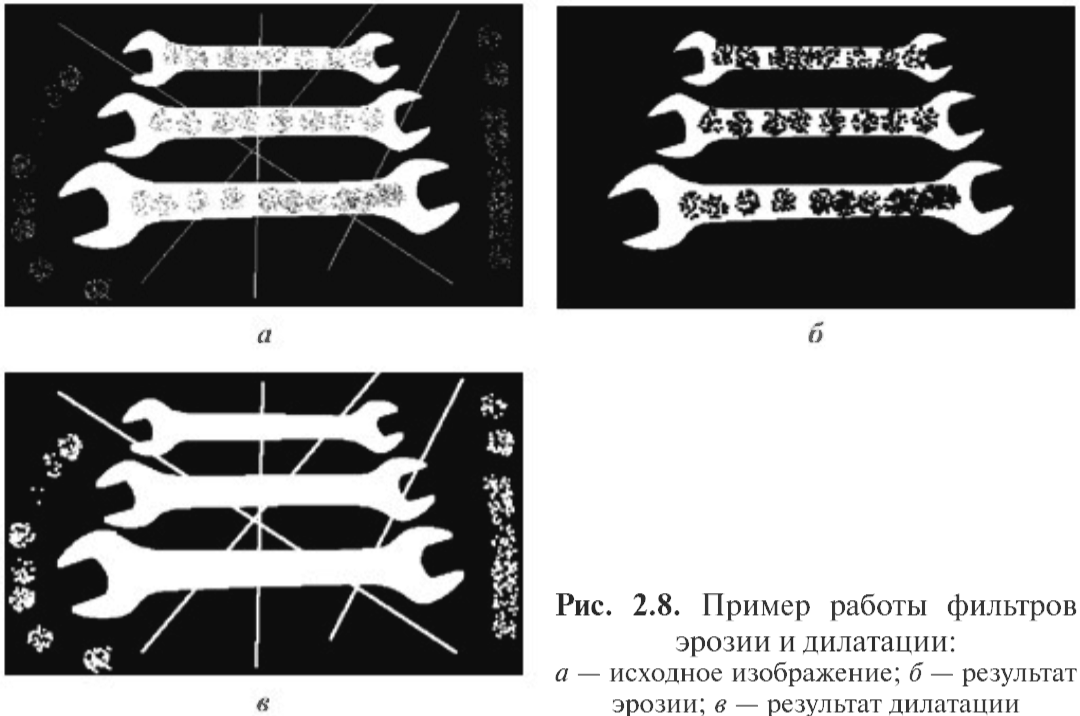 а
б
в
Рис. 2.8. Пример работы фильтров
эрозии и дилатации:
а — исходное изображение; б — результат
эрозии; в — результат дилатации